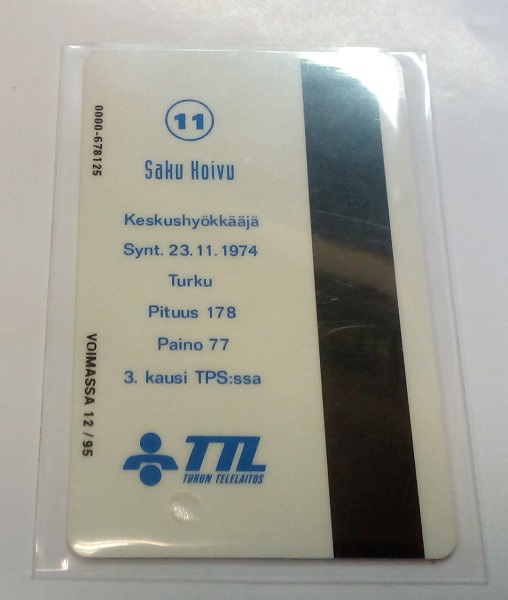 11
Saku Koivu
Keskushyökkääjä
Synt. 23.11.1974
Turku
Pituus 178
Paino 77
3. kausi TPS:ssa
TTL
TURUN TELELAITOS
0000-678125
VOIMASSA 12/95